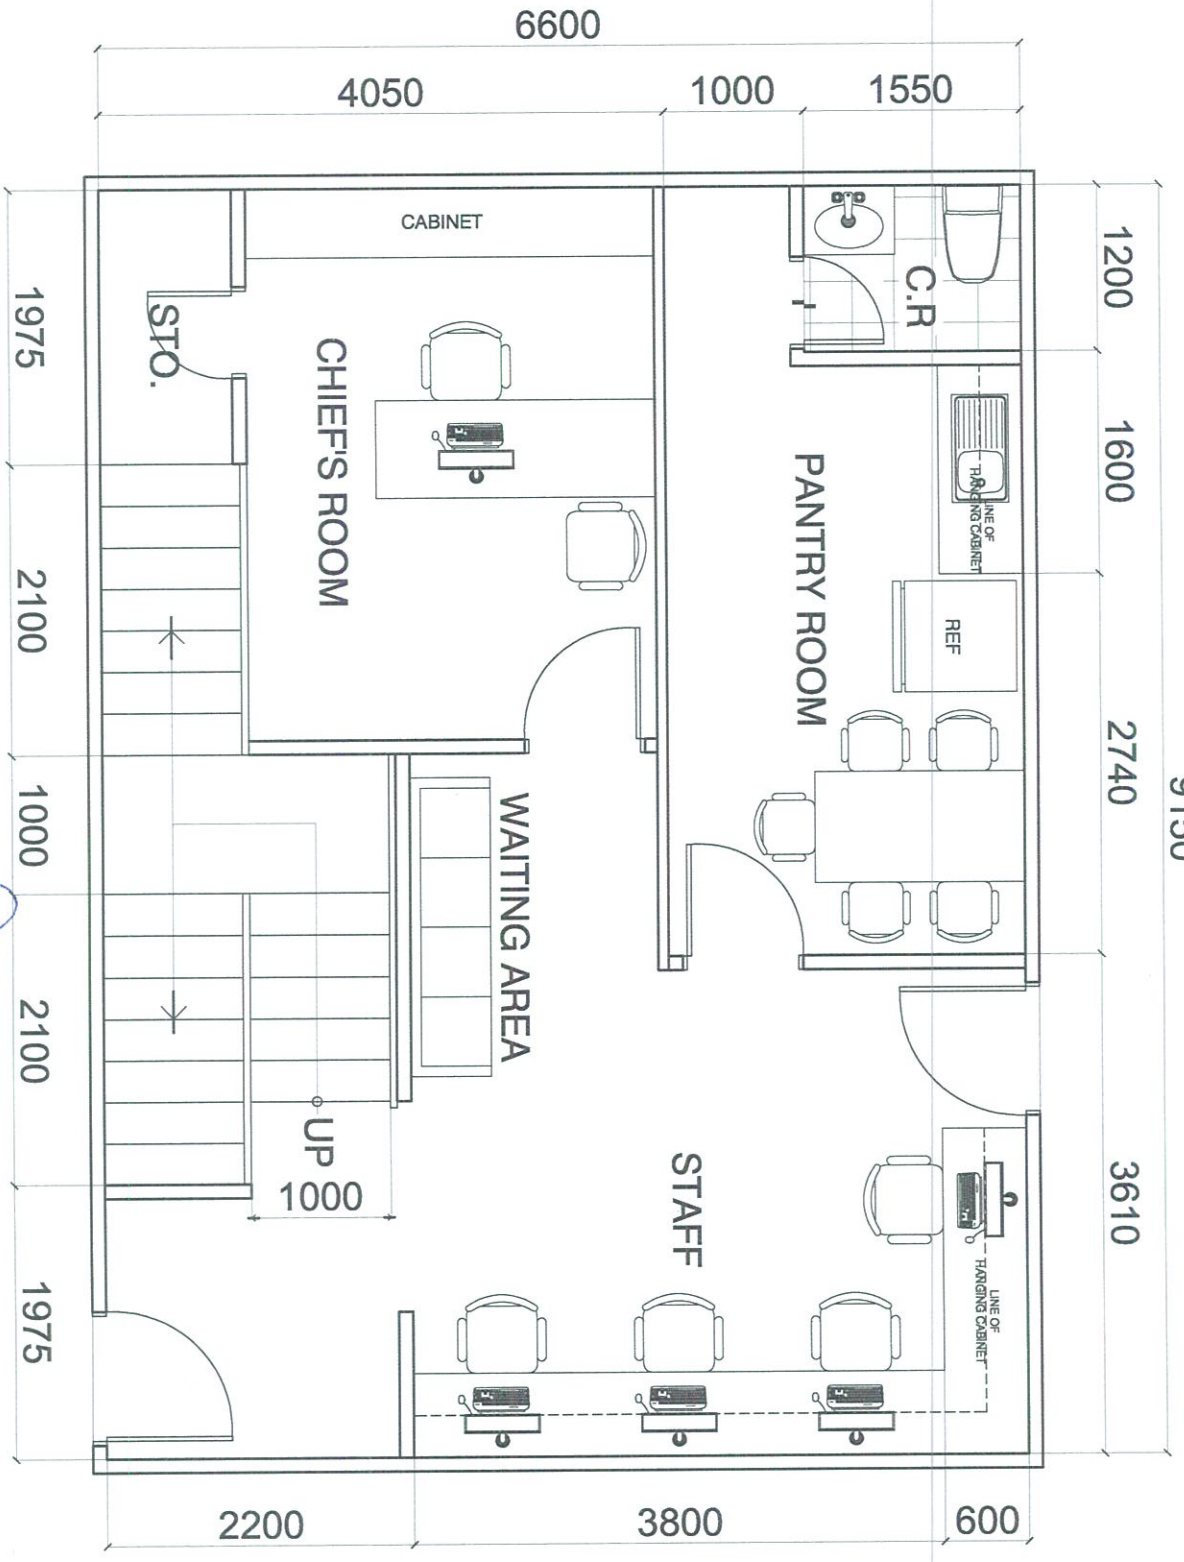 6600
4050
1000
1550
CABINET
C.R
1200
STO.
1975
CHIEF'S ROOM
PANTRY ROOM
LINE OF
HANGING CABINET
1600
REF
2100
2740
9150
1000
WAITING AREA
2100
UP
1000
STAFF
3610
LINE OF
HANGING CABINET
1975
2200
3800
600